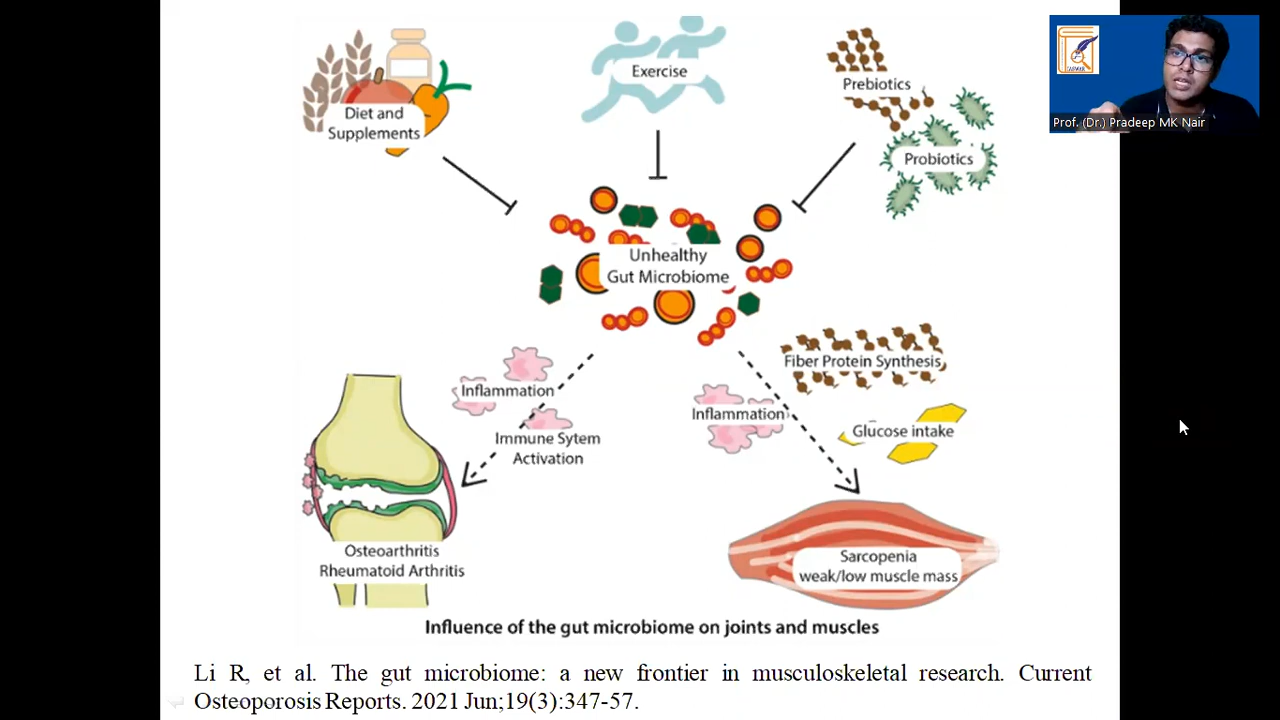 Exercise
Diet and
Supplements
Prebiotics
Probiotics
Prof. (Dr.) Pradeep MK Nair
Unhealthy
Gut Microbiome
Inflammation
Immune Sytem
Activation
Inflammation
Fiber Protein Synthesis
Glucose intake
Osteoarthritis
Rheumatoid Arthritis
Sarcopenia
weak/low muscle mass
Influence of the gut microbiome on joints and muscles
Li R, et al. The gut microbiome: a new frontier in musculoskeletal research. Current
Osteoporosis Reports. 2021 Jun;19(3):347-57.